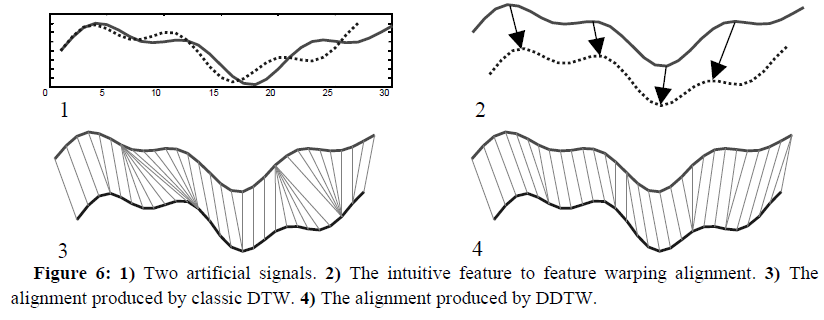 0 5 10 15 20 25 30
1
2
3
4
Figure 6: 1) Two artificial signals. 2) The intuitive feature to feature warping alignment. 3) The
alignment produced by classic DTW. 4) The alignment produced by DDTW.